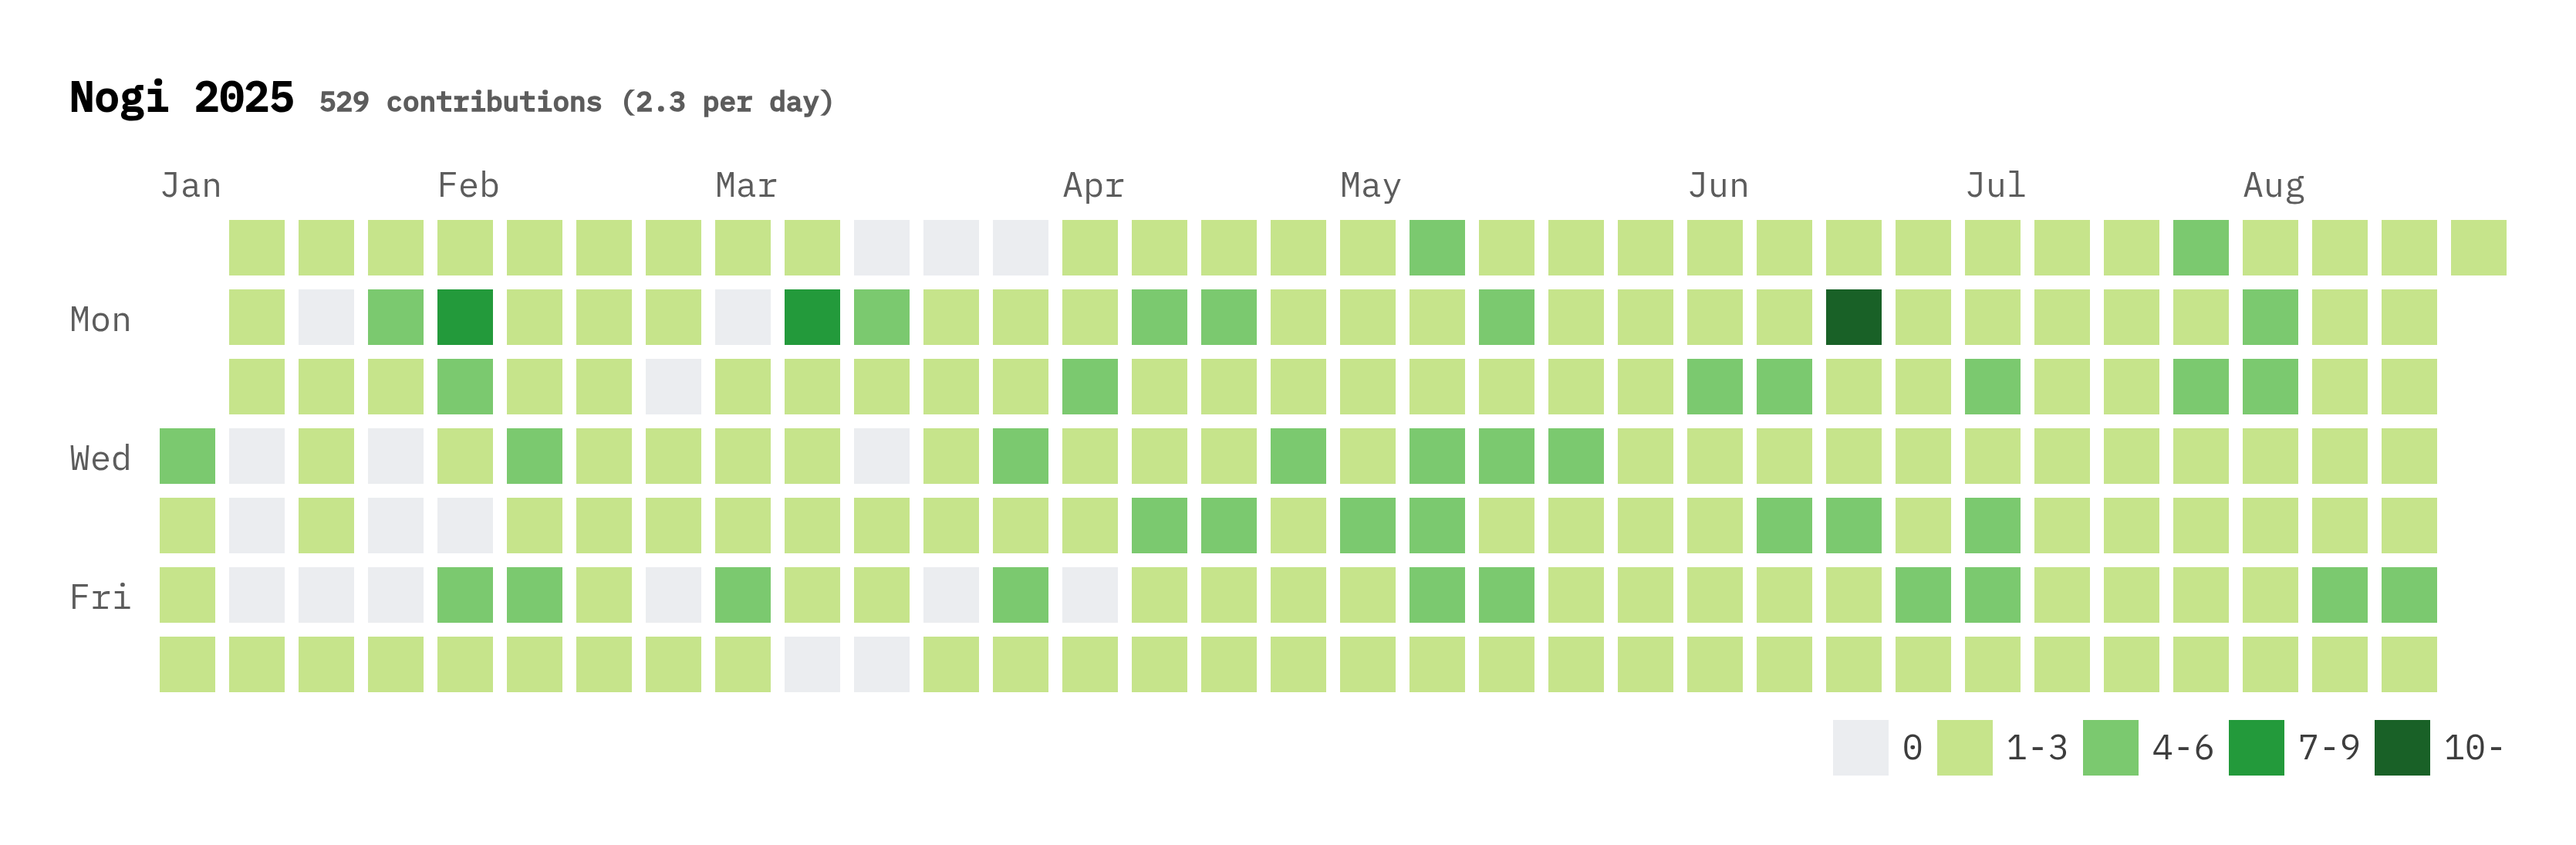 Nogi 2025 529 contributions (2.3 per day)
Jan Feb Mar Apr May Jun Jul Aug
Mon
Wed
Fri
0 1-3 4-6 7-9 10-